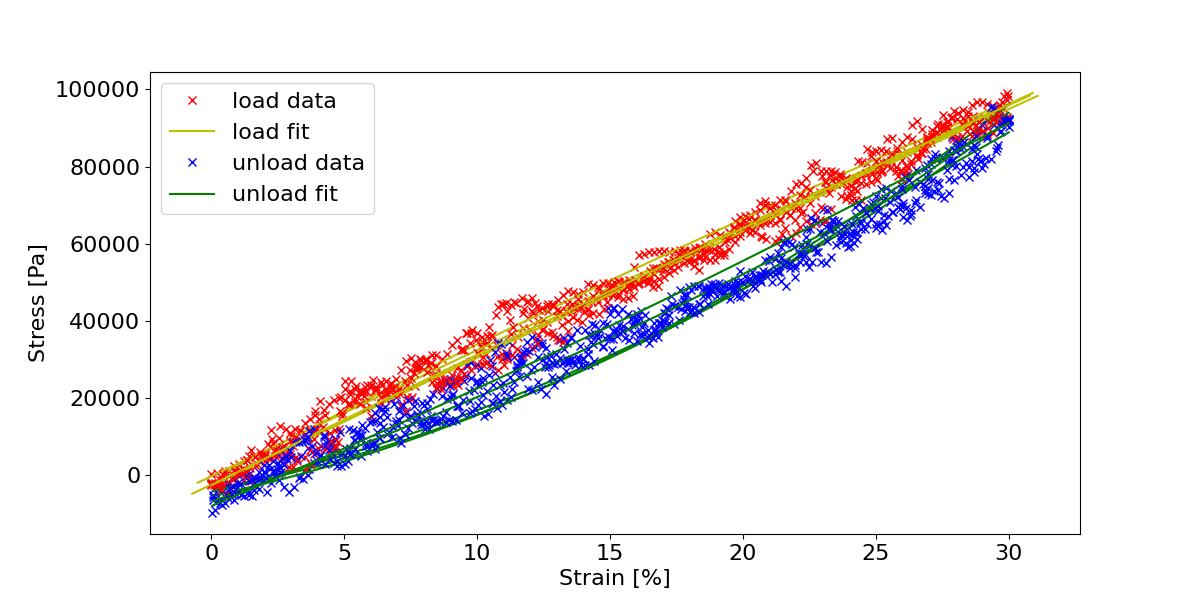 load data
load fit
unload data
unload fit
100000
80000
60000
40000
20000
0
Stress [Pa]
0 5 10 15 20 25 30
Strain [%]